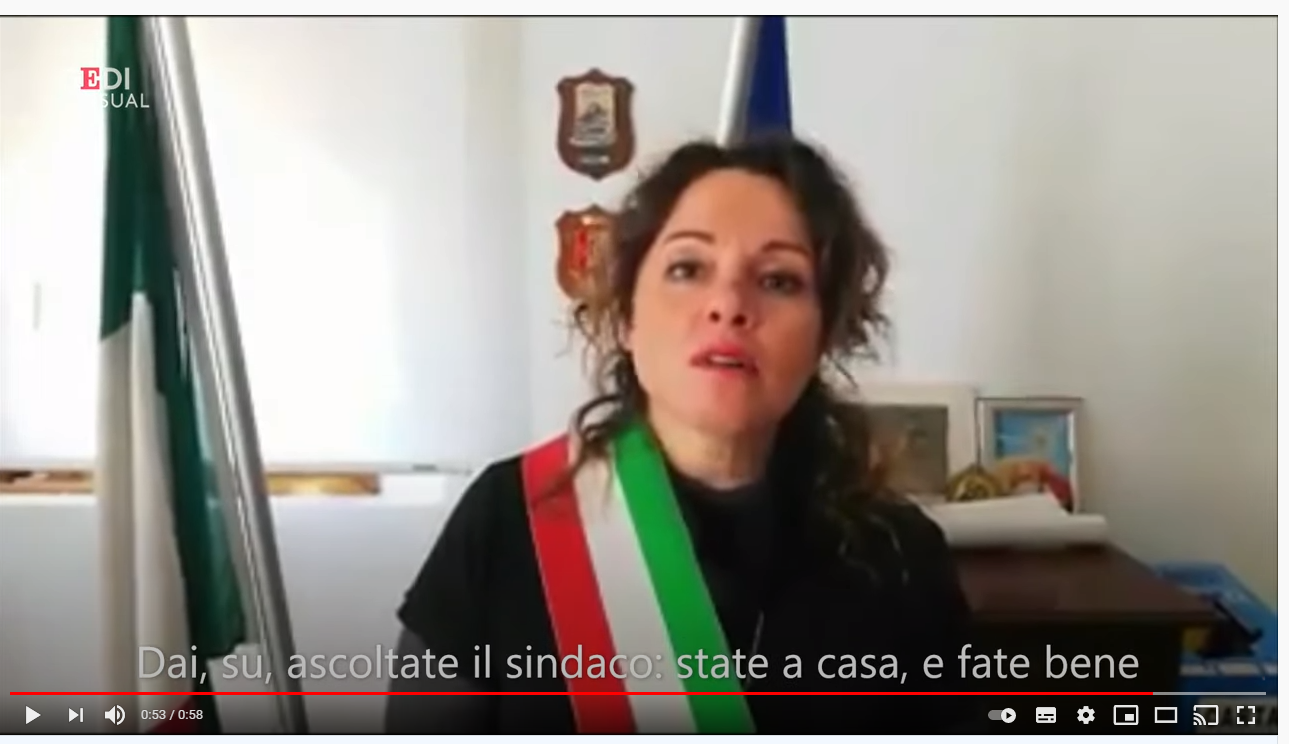 EDI
SUAL
Dai, su, ascoltate il sindaco: state a casa, e fate bene
0:53 / 0:58